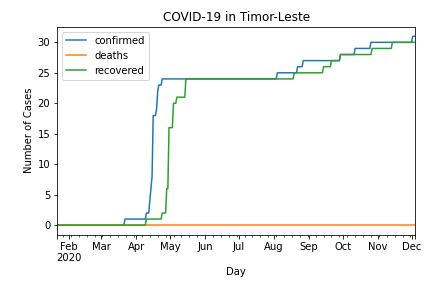 COVID-19 in Timor-Leste
confirmed
deaths
recovered
30
25
20
15
10
5
0
Number of Cases
Feb Mar Apr May Jun Jul Aug Sep Oct Nov Dec
2020
Day